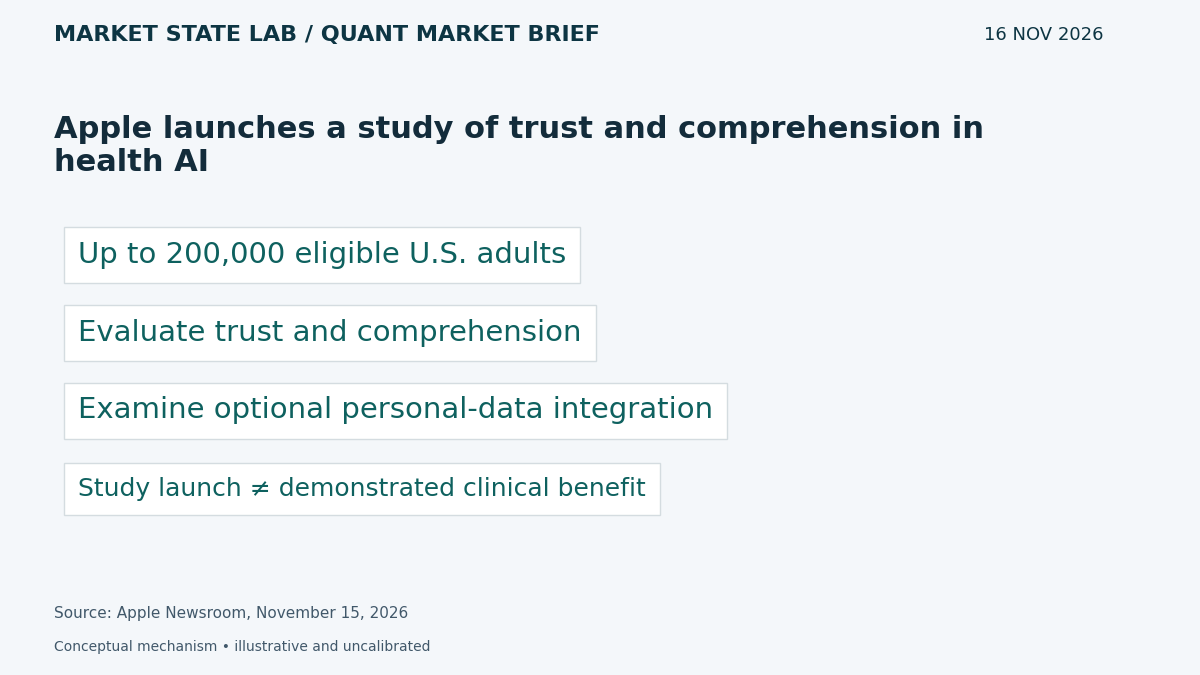 MARKET STATE LAB / QUANT MARKET BRIEF
16 NOV 2026
Apple launches a study of trust and comprehension in
health AI
Up to 200,000 eligible U.S. adults
Evaluate trust and comprehension
Examine optional personal-data integration
Study launch ≠ demonstrated clinical benefit
Source: Apple Newsroom, November 15, 2026
Conceptual mechanism • illustrative and uncalibrated